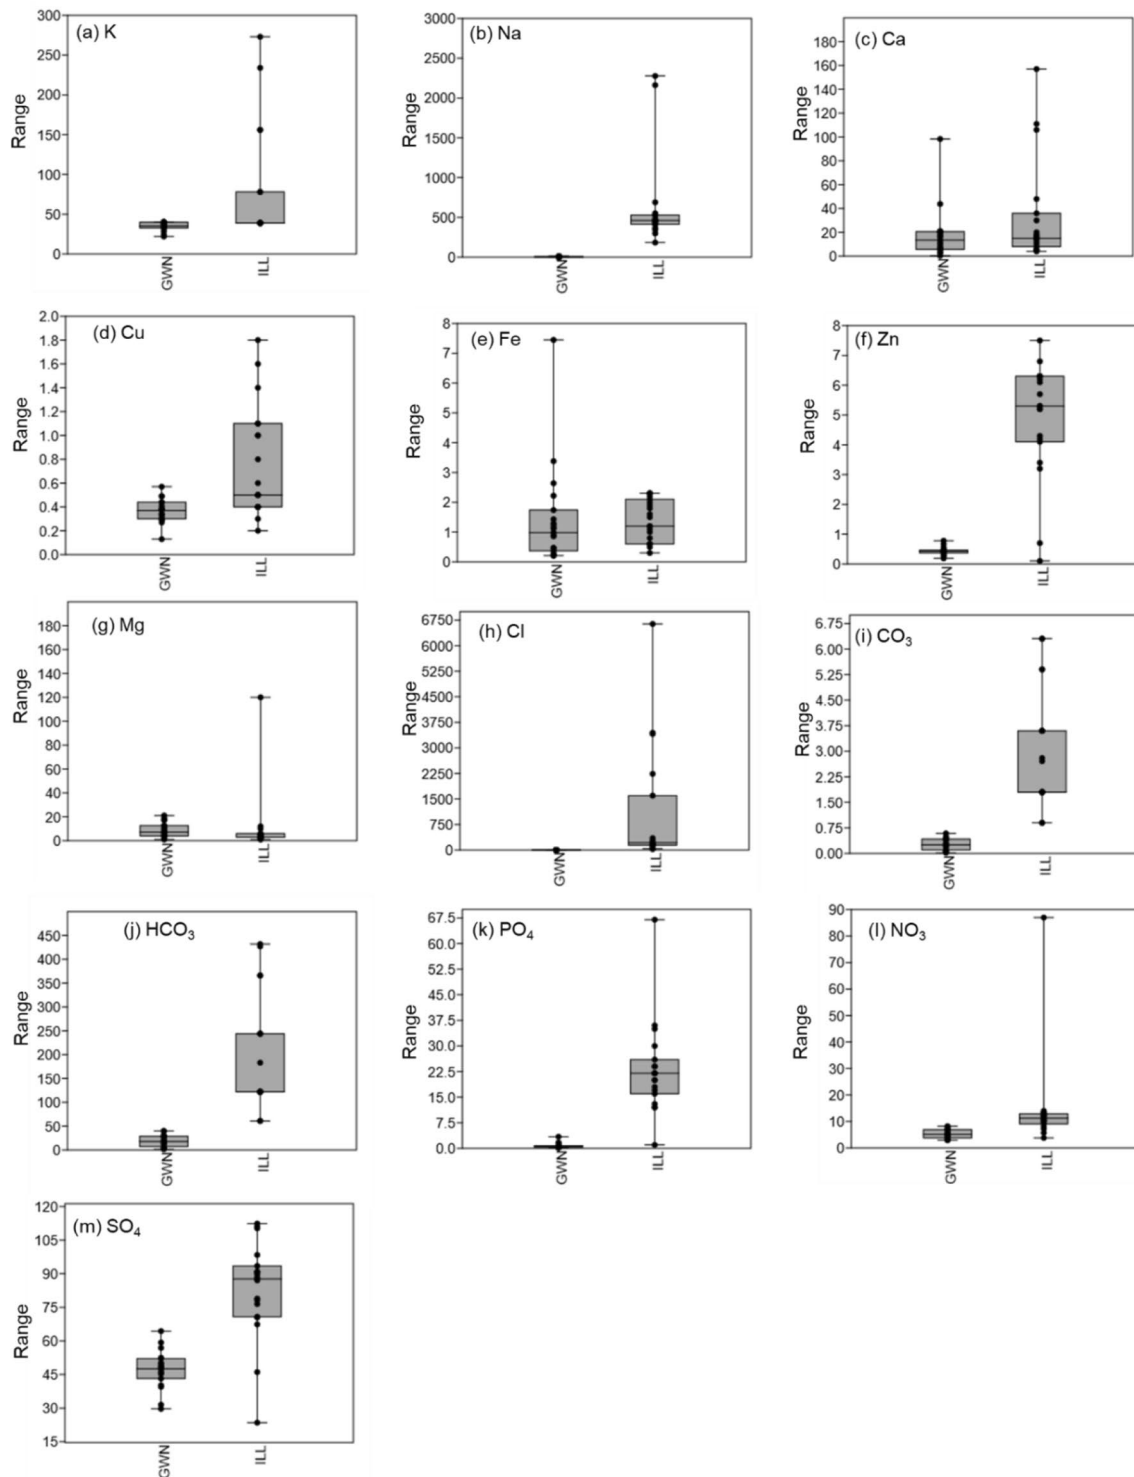 (a) K
Range
300
250
200
150
100
50
0
GWN
ILL
(b) Na
Range
3000
2500
2000
1500
1000
500
0
GWN
ILL
(c) Ca
Range
180
160
140
120
100
80
60
40
20
0
GWN
ILL
(d) Cu
Range
2.0
1.8
1.6
1.4
1.2
1.0
0.8
0.6
0.4
0.2
0.0
GWN
ILL
(e) Fe
Range
8
7
6
5
4
3
2
1
0
GWN
ILL
(f) Zn
Range
8
7
6
5
4
3
2
1
0
GWN
ILL
(g) Mg
Range
180
160
140
120
100
80
60
40
20
0
GWN
ILL
(h) Cl
Range
6750
6000
5250
4500
3750
3000
2250
1500
750
0
GWN
ILL
(i) CO₃
Range
6.75
6.00
5.25
4.50
3.75
3.00
2.25
1.50
0.75
0.00
GWN
ILL
(j) HCO₃
Range
450
400
350
300
250
200
150
100
50
0
GWN
ILL
(k) PO₄
Range
67.5
60.0
52.5
45.0
37.5
30.0
22.5
15.0
7.5
0.0
GWN
ILL
(l) NO₃
Range
90
80
70
60
50
40
30
20
10
0
GWN
ILL
(m) SO₄
Range
120
105
90
75
60
45
30
15
GWN
ILL